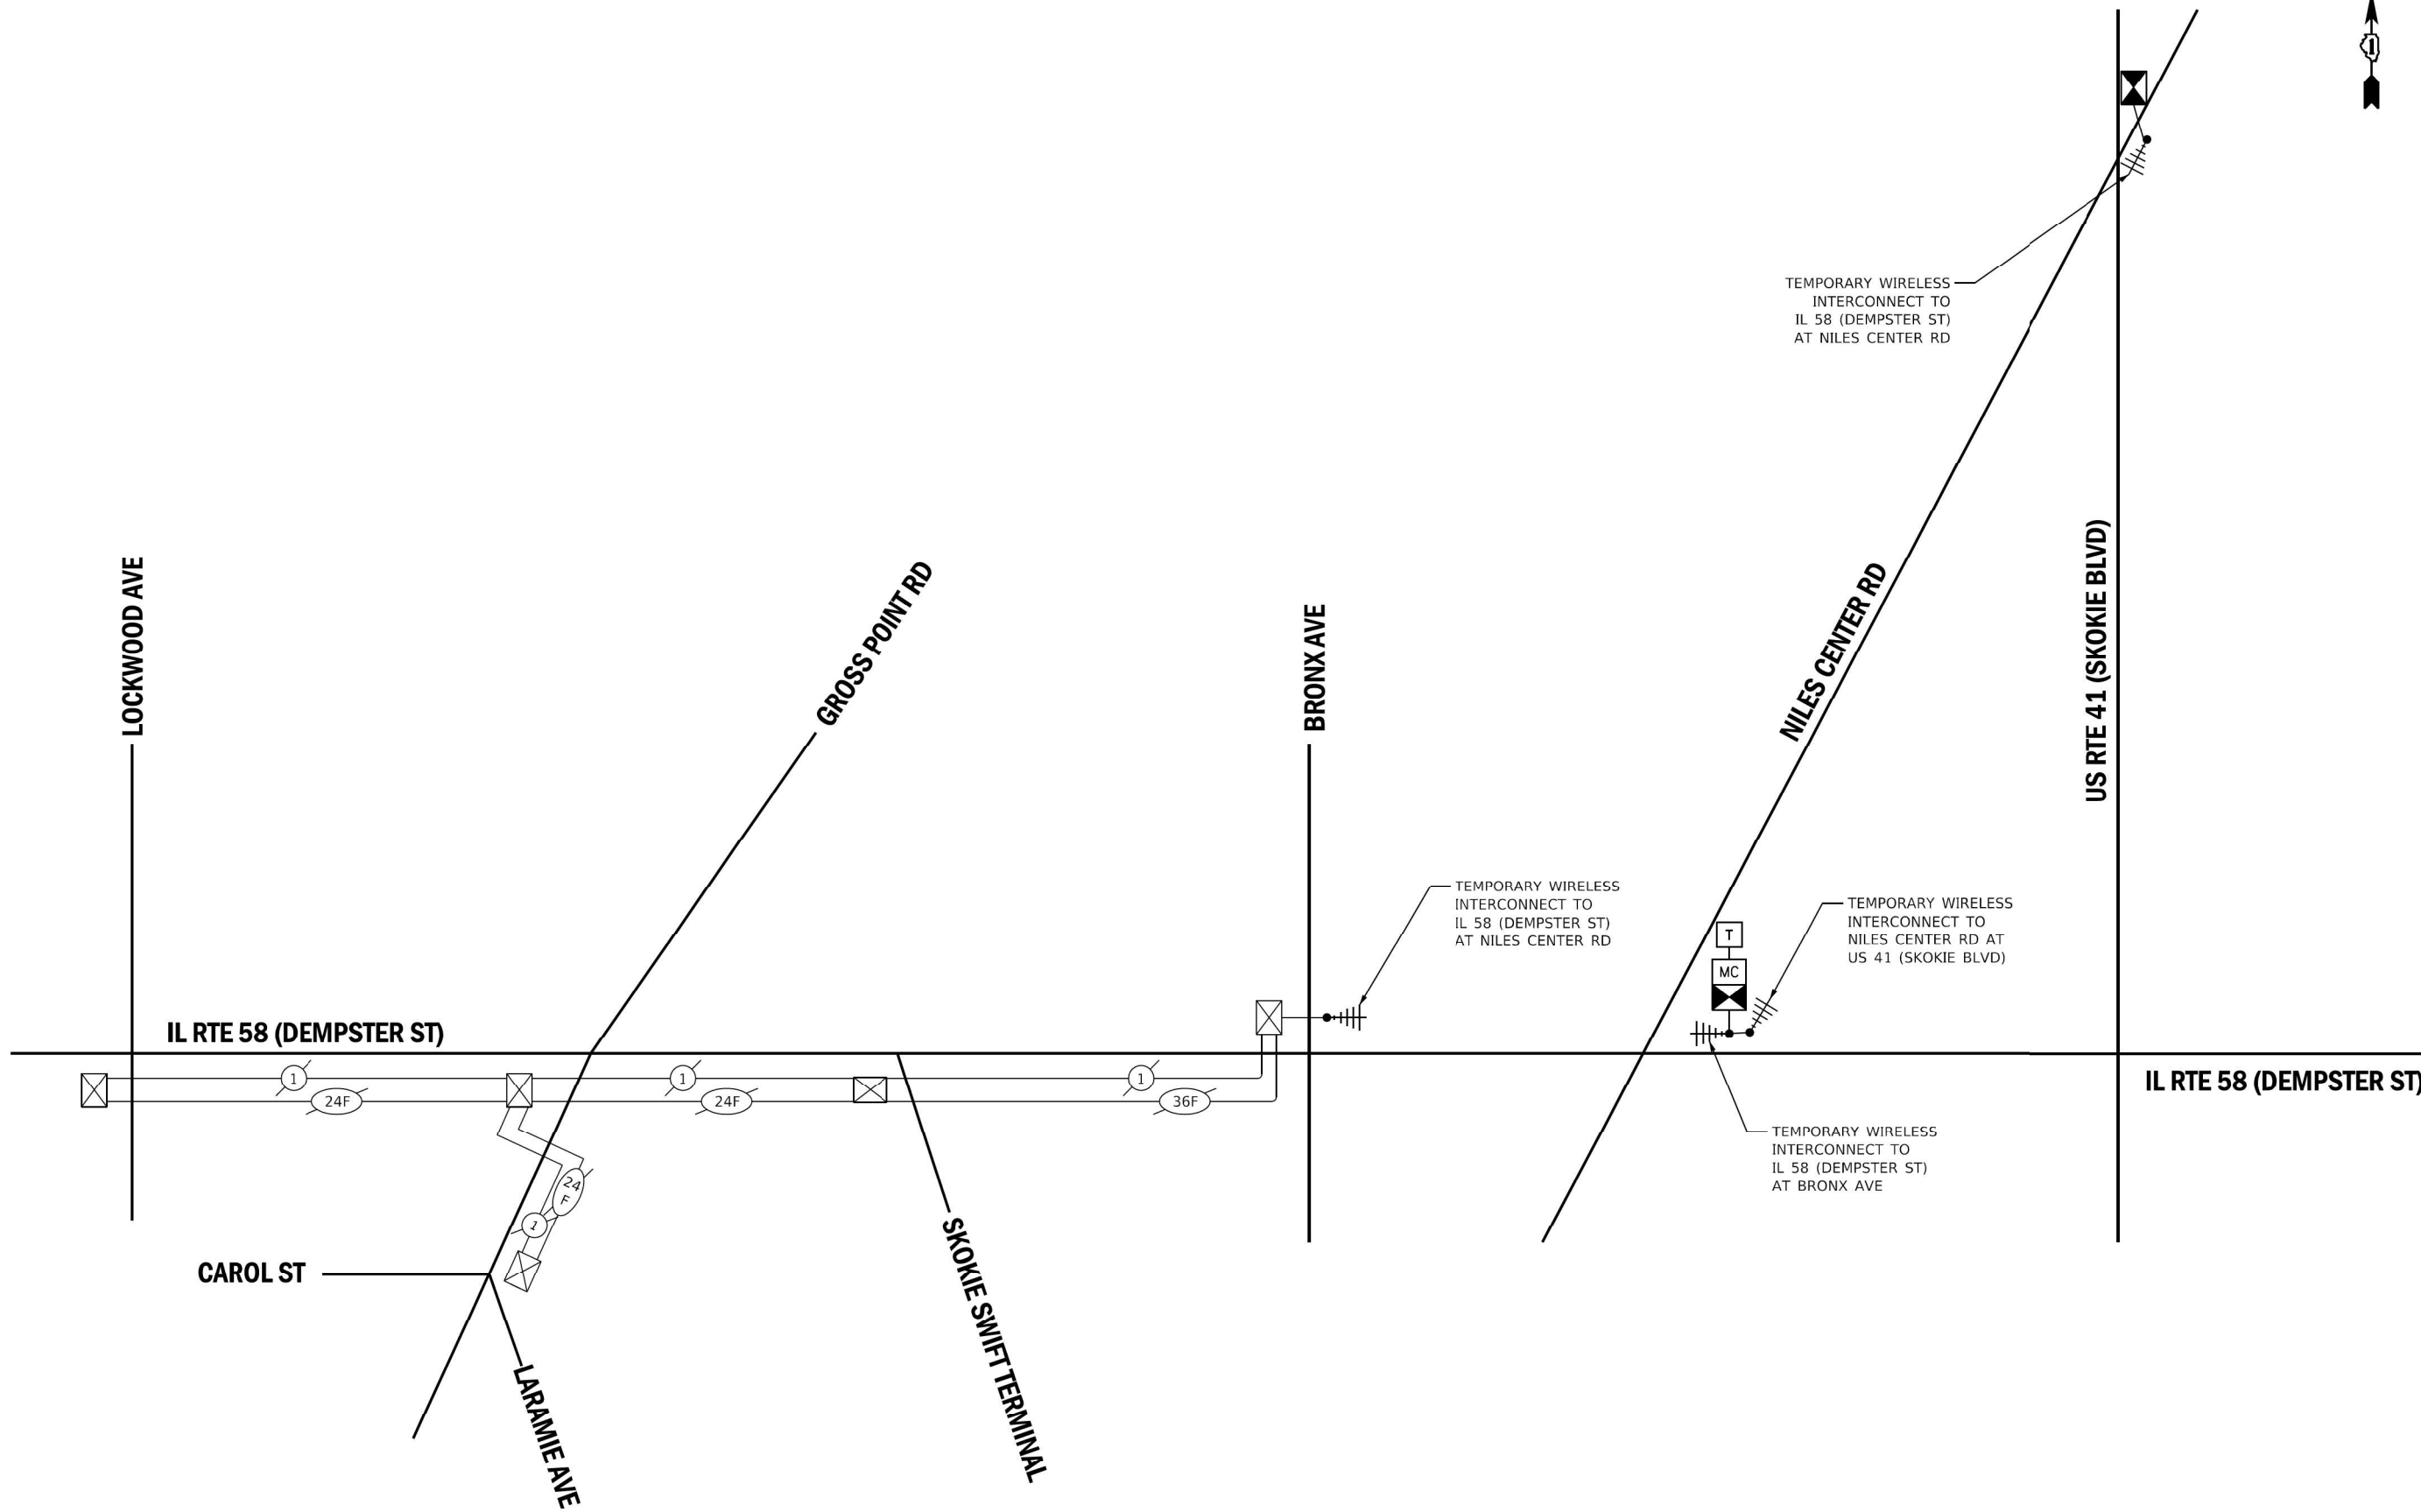 TEMPORARY WIRELESS
INTERCONNECT TO
IL 58 (DEMPSTER ST)
AT NILES CENTER RD
LOCKWOOD AVE
GROSS POINT RD
BRONX AVE
NILES CENTER RD
US RTE 41 (SKOKIE BLVD)
TEMPORARY WIRELESS
INTERCONNECT TO
IL 58 (DEMPSTER ST)
AT NILES CENTER RD
TEMPORARY WIRELESS
INTERCONNECT TO
NILES CENTER RD AT
US 41 (SKOKIE BLVD)
T
MC
IL RTE 58 (DEMPSTER ST)
1
1
1
24F
24F
36F
IL RTE 58 (DEMPSTER ST)
TEMPORARY WIRELESS
INTERCONNECT TO
IL 58 (DEMPSTER ST)
AT BRONX AVE
24
F
1
CAROL ST
SKOKIE SWIFT TERMINAL
LARAMIE AVE